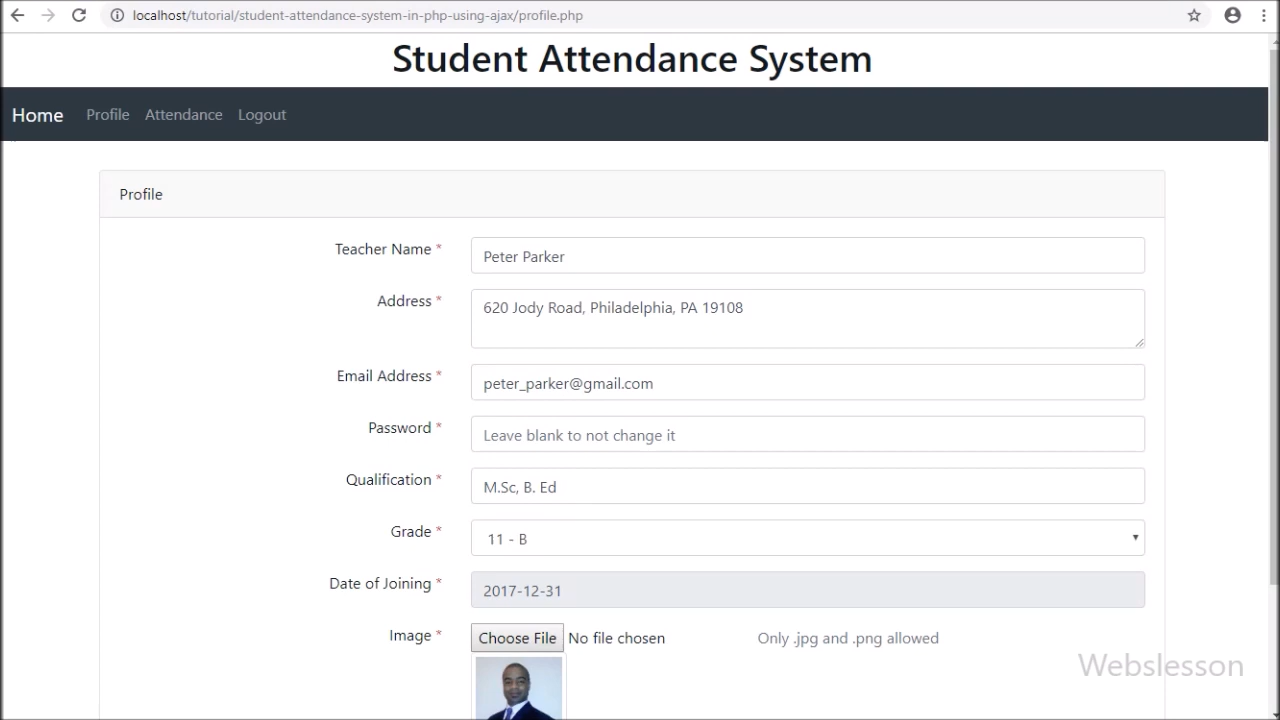 localhost/tutorial/student-attendance-system-in-php-using-ajax/profile.php
Student Attendance System
Home Profile Attendance Logout
Profile
Teacher Name * Peter Parker
Address * 620 Jody Road, Philadelphia, PA 19108
Email Address * peter_parker@gmail.com
Password * Leave blank to not change it
Qualification * M.Sc, B. Ed
Grade * 11 - B
Date of Joining * 2017-12-31
Image * Choose File No file chosen Only .jpg and .png allowed
Webslesson